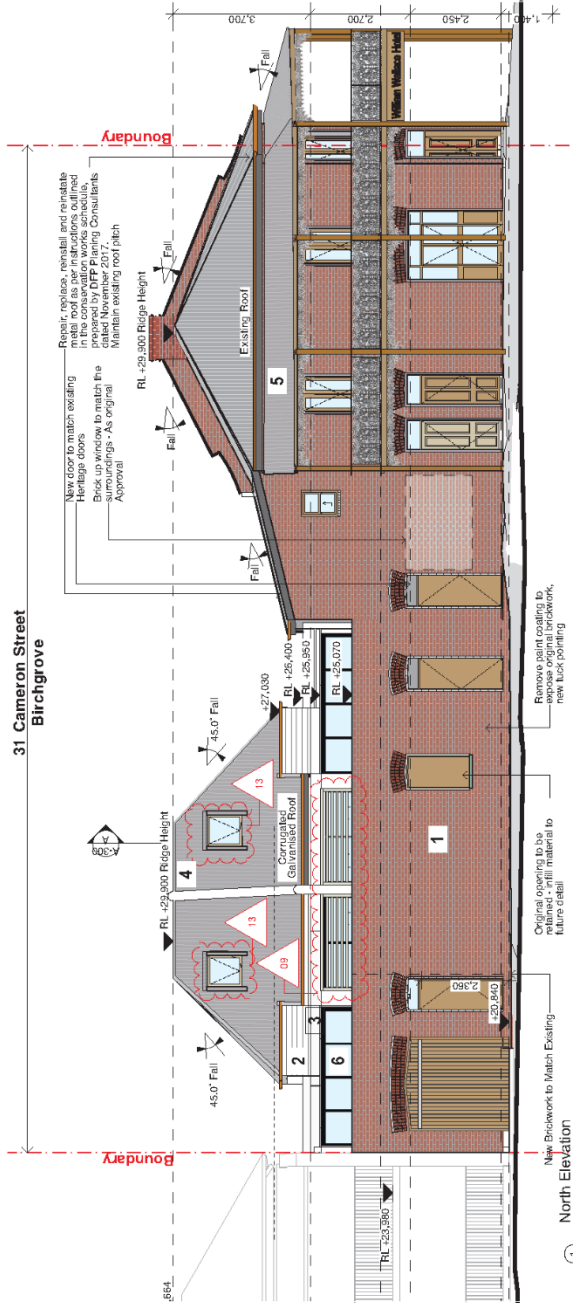 31 Cameron Street
Birchgrove
Boundary
Boundary
Repair, replace, reinstall and reinstate
metal roof as per instructions outlined
in the conservation works schedule,
prepared by DFP Planing Consultants
dated November 2017.
Maintain existing roof pitch
New door to match existing
Heritage doors
Brick up window to match the
surroundings - As original
Approval
A
A-306
RL +29,900 Ridge Height
RL +29,900 Ridge Height
45.0° Fall
45.0° Fall
Fall
Fall
Fall
Fall
Fall
3,700
2,700
2,450
1,400
,664
+27,030
RL +26,400
RL +25,950
RL +25,070
RL +23,980
Existing Roof
Corrugated
Galvanised Roof
13
13
09
4
5
2
3
6
1
William Wallace Hotel
2,360
+20,840
New Brickwork to Match Existing
Original opening to be
retained - infill material to
future detail
Remove paint coating to
expose original brickwork,
new tuck pointing
1
North Elevation